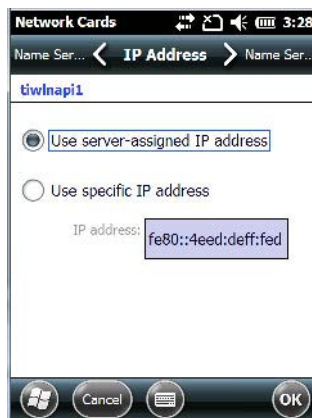 Network Cards 3:28
Name Ser... IP Address Name Ser..
tiwlnapi1
Use server-assigned IP address
Use specific IP address
IP address: fe80::4eed:deff:fed
Cancel OK